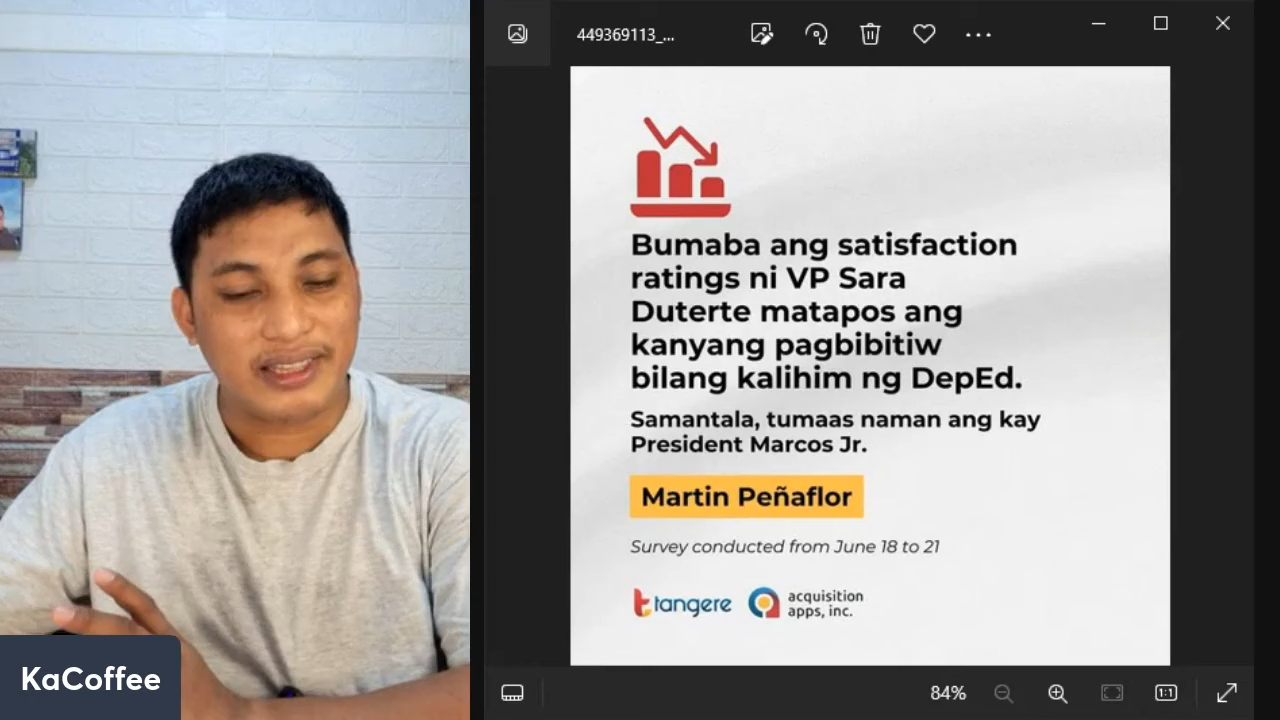 449369113_...
Bumaba ang satisfaction
ratings ni VP Sara
Duterte matapos ang
kanyang pagbibitiw
bilang kalihim ng DepEd.
Samantala, tumaas naman ang kay
President Marcos Jr.
Martin Peñaflor
Survey conducted from June 18 to 21
tangere
acquisition
apps, inc.
KaCoffee
84%
1:1